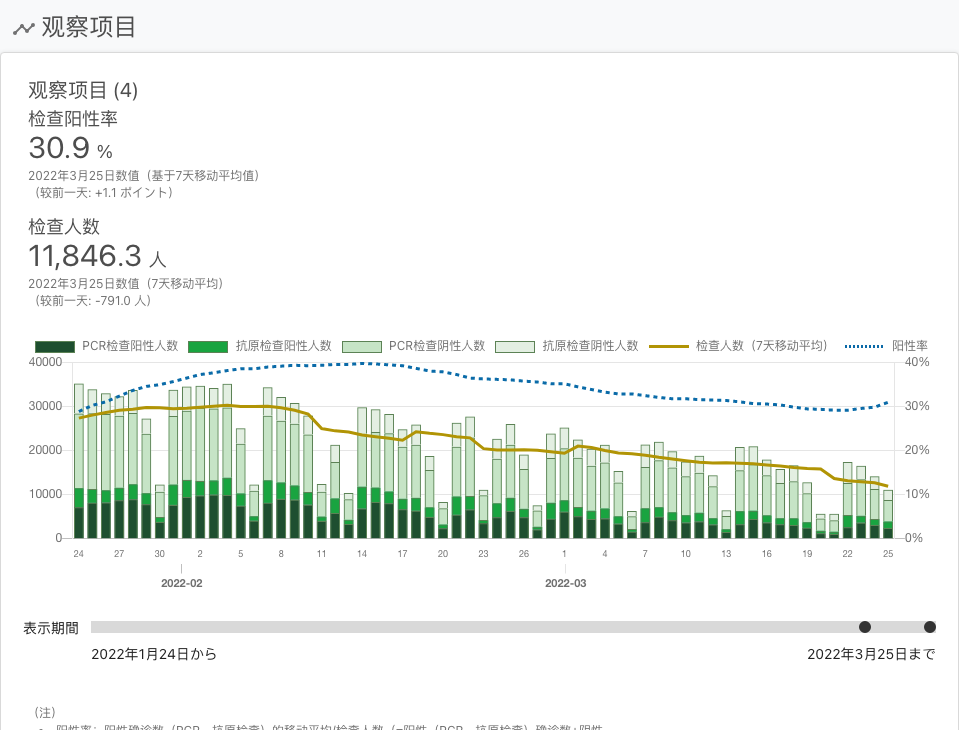 观察项目
观察项目 (4)
检查阳性率
30.9 %
2022年3月25日数值（基于7天移动平均值）
（较前一天: +1.1 ポイント）
检查人数
11,846.3 人
2022年3月25日数值（7天移动平均）
（较前一天: -791.0 人）
PCR检查阳性人数 抗原检查阳性人数 PCR检查阴性人数 抗原检查阴性人数 检查人数（7天移动平均） 阳性率
40000 40%
30000 30%
20000 20%
10000 10%
0 0%
24 27 30 2 5 8 11 14 17 20 23 26 1 4 7 10 13 16 19 22 25
2022-02 2022-03
表示期間
2022年1月24日から 2022年3月25日まで
（注）